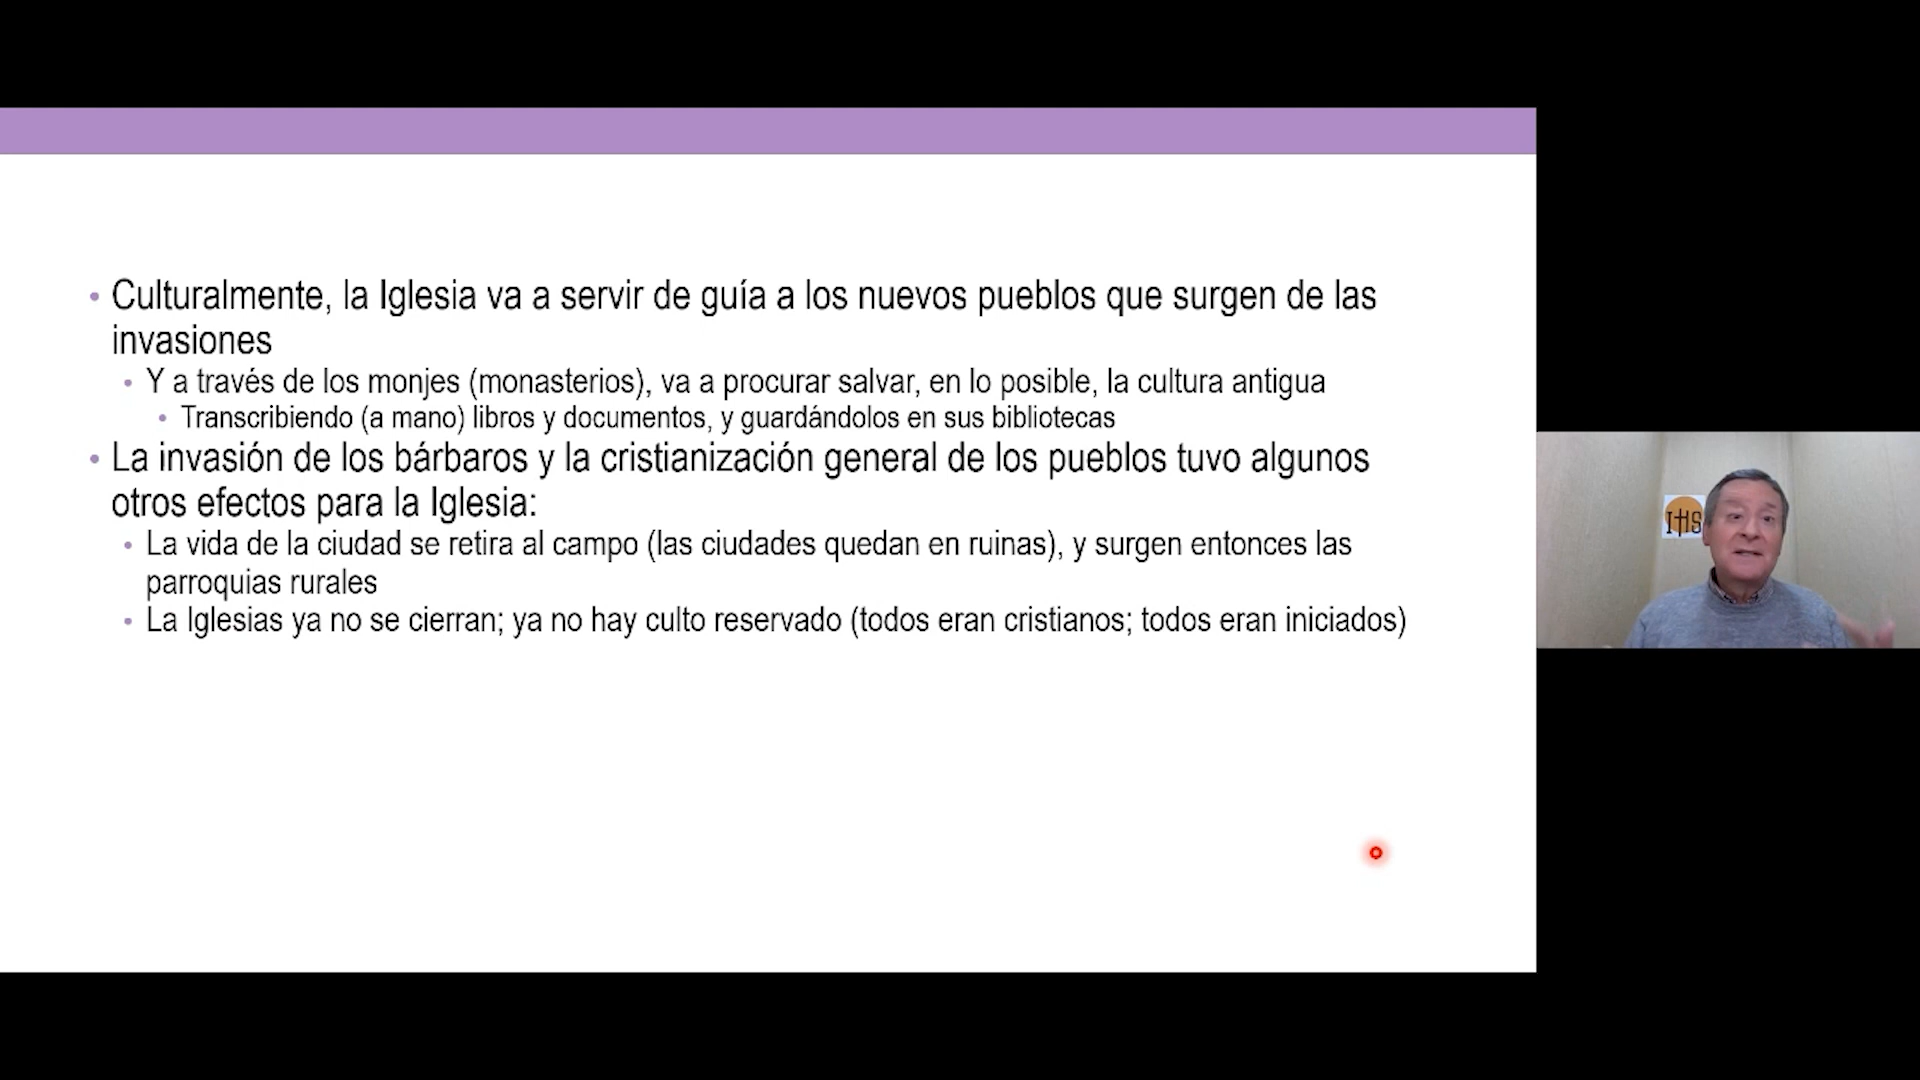 • Culturalmente, la Iglesia va a servir de guía a los nuevos pueblos que surgen de las
invasiones
• Y a través de los monjes (monasterios), va a procurar salvar, en lo posible, la cultura antigua
• Transcribiendo (a mano) libros y documentos, y guardándolos en sus bibliotecas
• La invasión de los bárbaros y la cristianización general de los pueblos tuvo algunos
otros efectos para la Iglesia:
• La vida de la ciudad se retira al campo (las ciudades quedan en ruinas), y surgen entonces las
parroquias rurales
• La Iglesias ya no se cierran; ya no hay culto reservado (todos eran cristianos; todos eran iniciados)
IHS